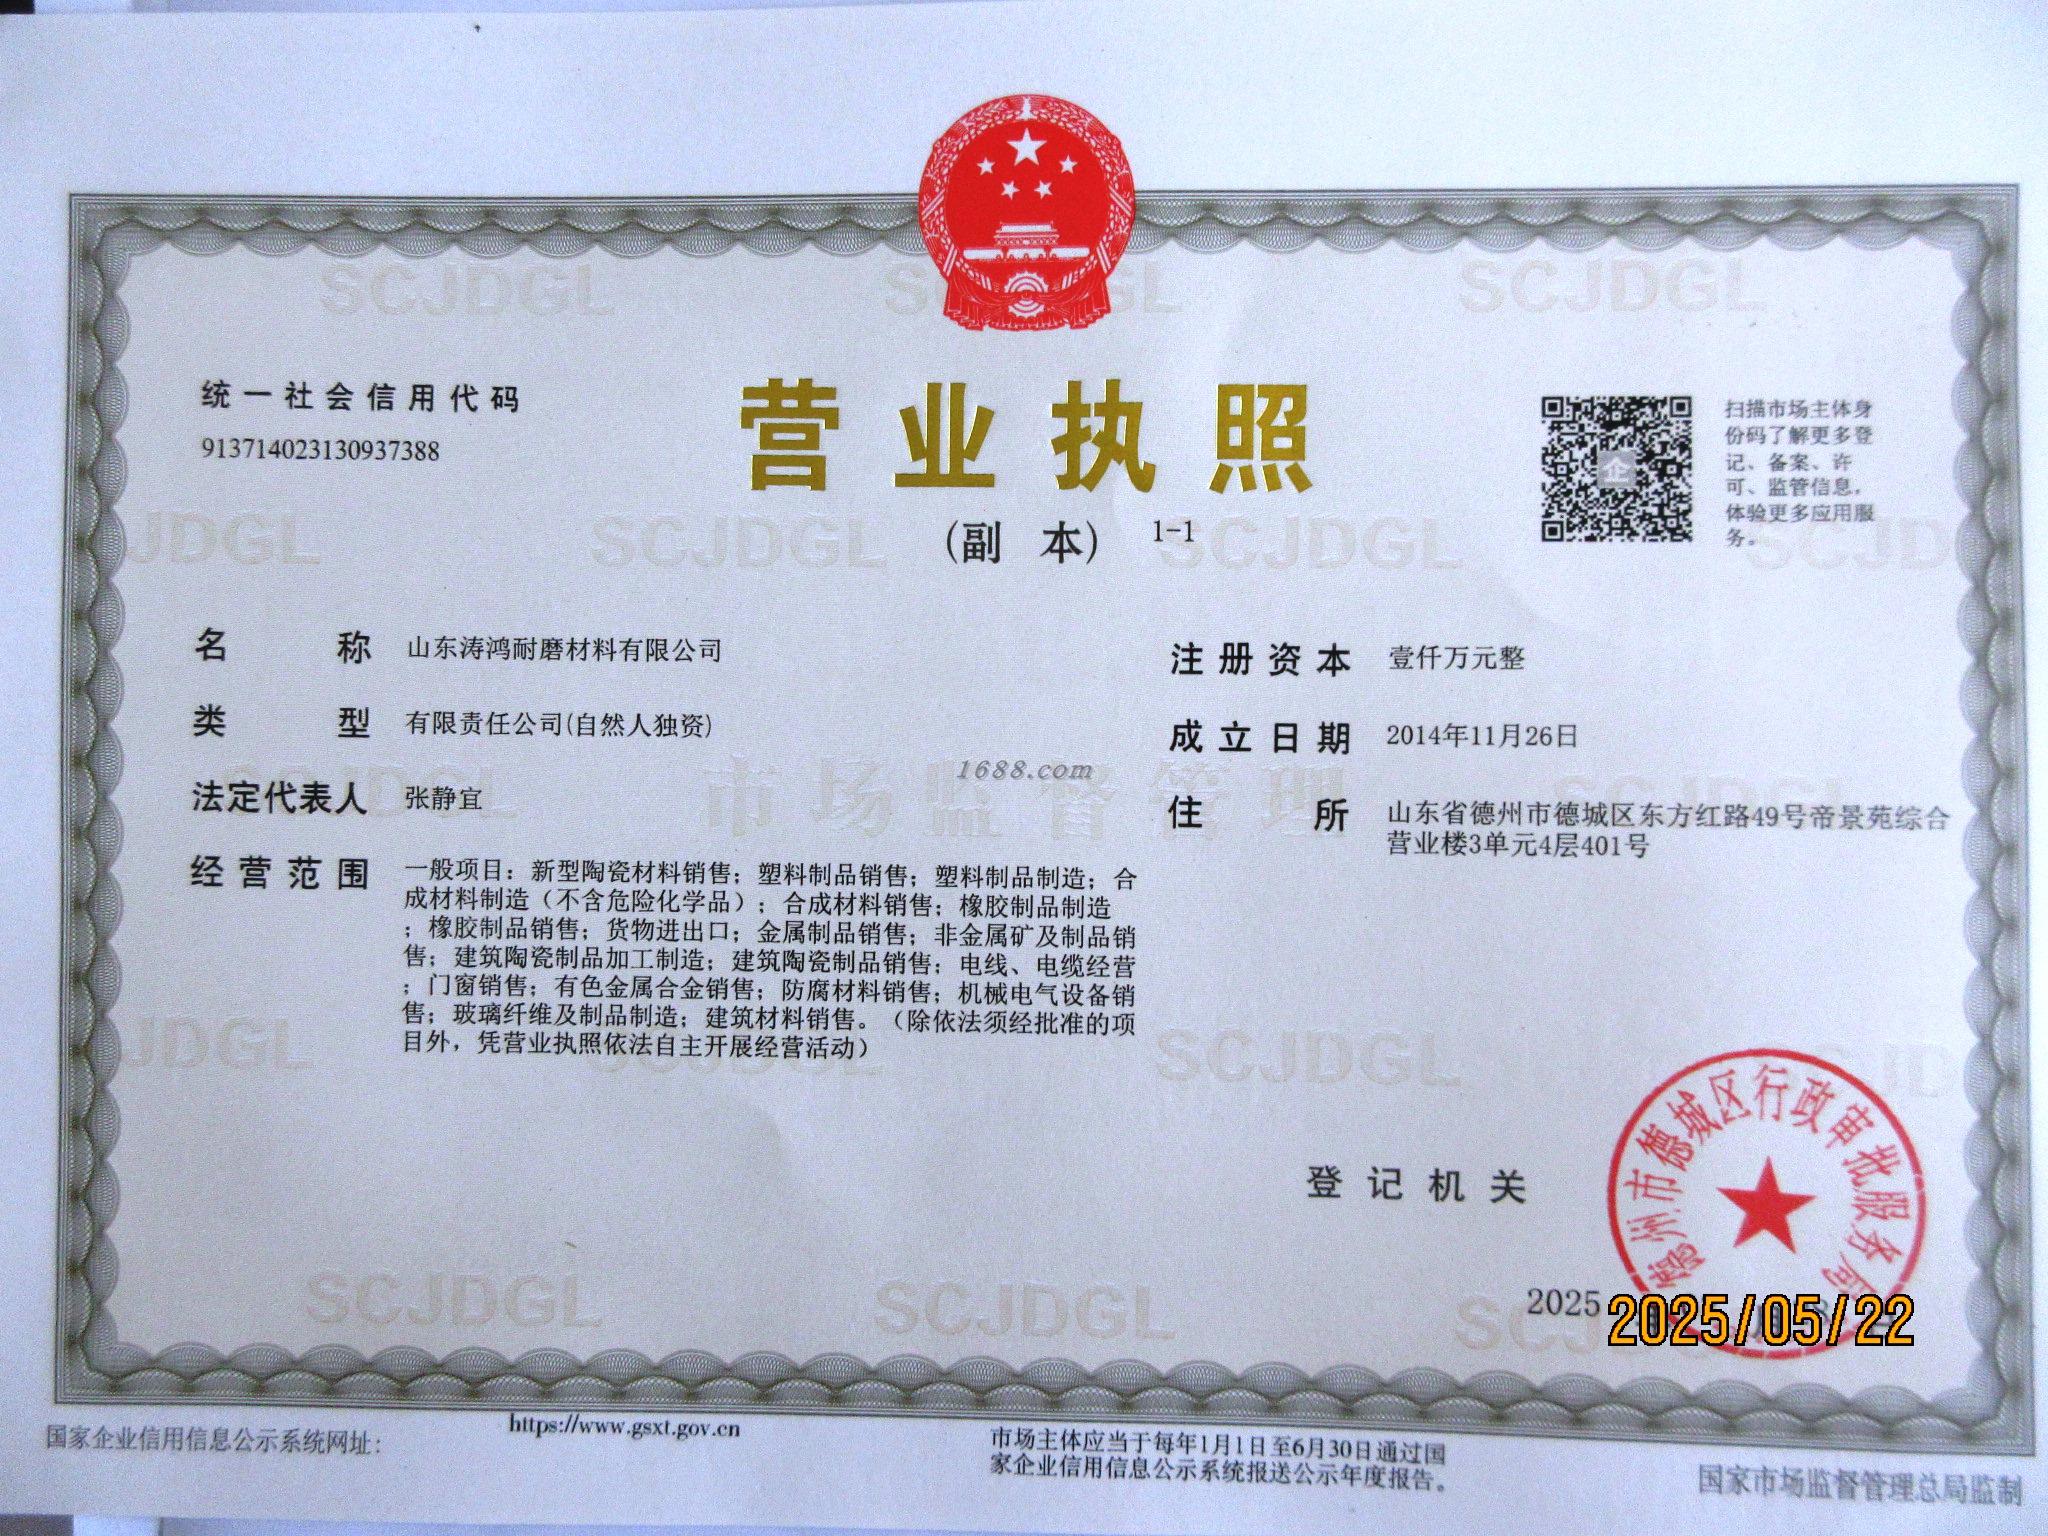 统一社会信用代码
913714023130937388
营业执照
(副 本) 1-1
扫描市场主体身
份码了解更多登
记、备案、许
可、监管信息，
体验更多应用服
务。
名 称 山东涛鸿耐磨材料有限公司
类 型 有限责任公司(自然人独资)
法定代表人 张静宜
经营范围 一般项目：新型陶瓷材料销售；塑料制品销售；塑料制品制造；合
成材料制造（不含危险化学品）；合成材料销售；橡胶制品制造
；橡胶制品销售；货物进出口；金属制品销售；非金属矿及制品销
售；建筑陶瓷制品加工制造；建筑陶瓷制品销售；电线、电缆经营
；门窗销售；有色金属合金销售；防腐材料销售；机械电气设备销
售；玻璃纤维及制品制造；建筑材料销售。（除依法须经批准的项
目外，凭营业执照依法自主开展经营活动）
注册资本 壹仟万元整
成立日期 2014年11月26日
住 所 山东省德州市德城区东方红路49号帝景苑综合
营业楼3单元4层401号
1688.com
SCJDGL
市场监督管理
登记机关
德州市德城区行政审批服务局
2025
2025/05/22
国家企业信用信息公示系统网址：
https://www.gsxt.gov.cn
市场主体应当于每年1月1日至6月30日通过国
家企业信用信息公示系统报送公示年度报告。
国家市场监督管理总局监制